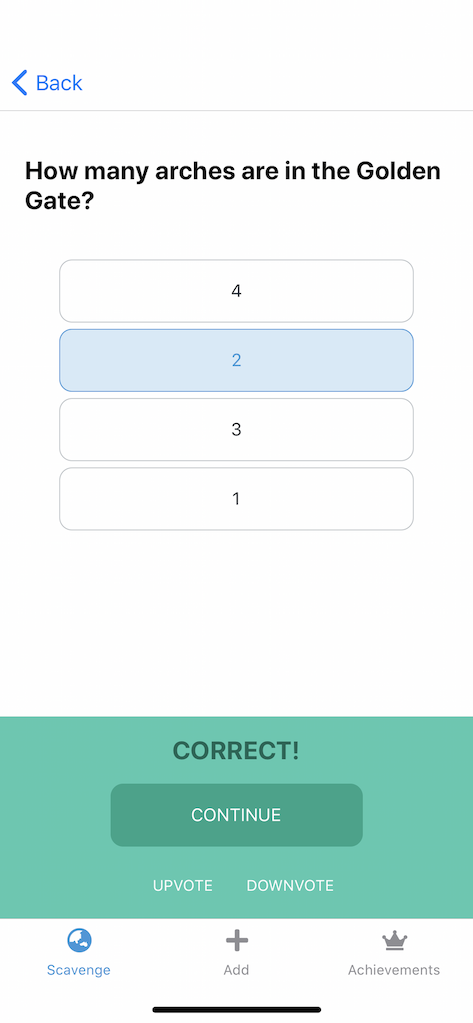 Back
How many arches are in the Golden
Gate?
4
2
3
1
CORRECT!
CONTINUE
UPVOTE DOWNVOTE
Scavenge Add Achievements